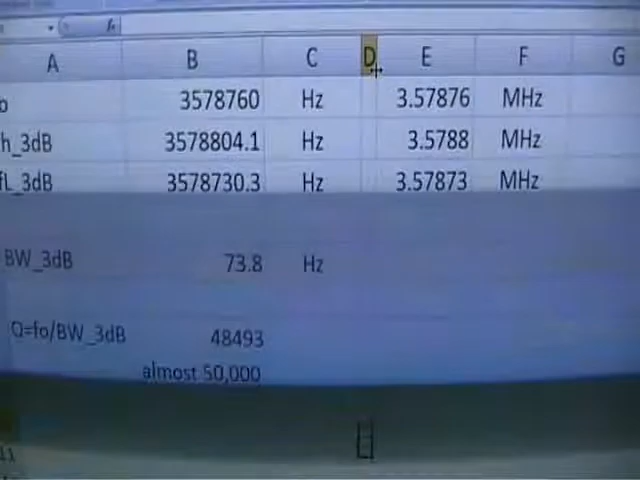 fx
A B C D E F G
o 3578760 Hz 3.57876 MHz
h_3dB 3578804.1 Hz 3.5788 MHz
fL_3dB 3578730.3 Hz 3.57873 MHz
BW_3dB 73.8 Hz
Q=fo/BW_3dB 48493
almost 50,000